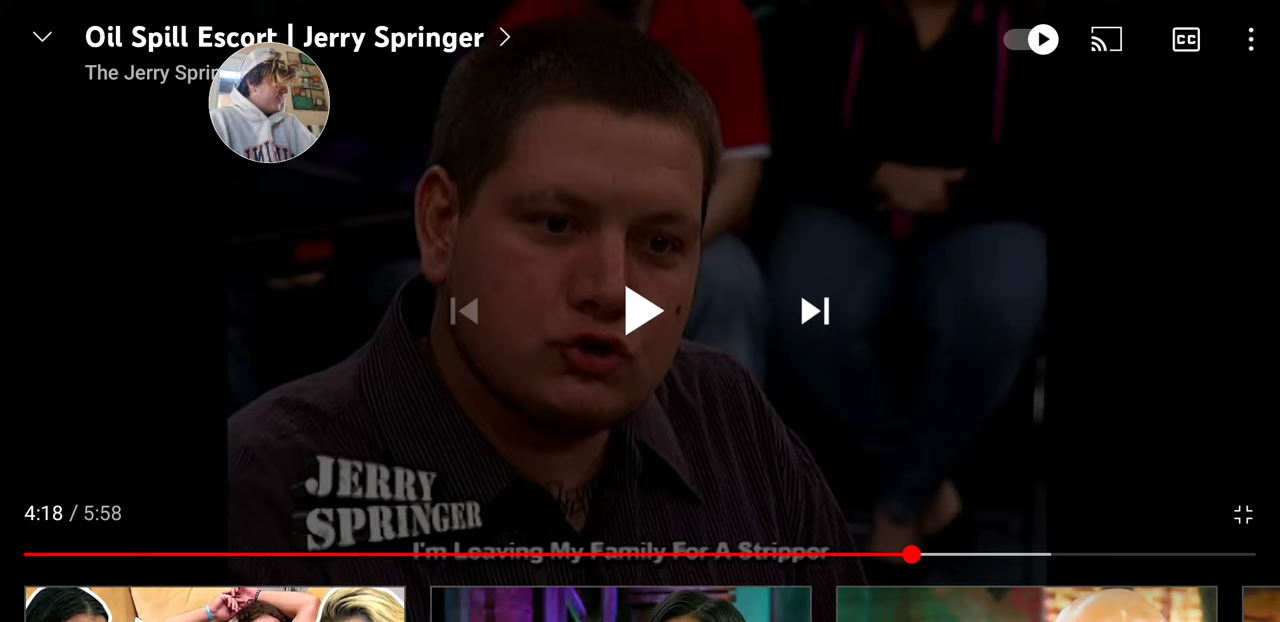 Oil Spill Escort | Jerry Springer
The Jerry Sprin
CC
JERRY
SPRINGER
4:18 / 5:58
I'm Leaving My Family For A Stripper